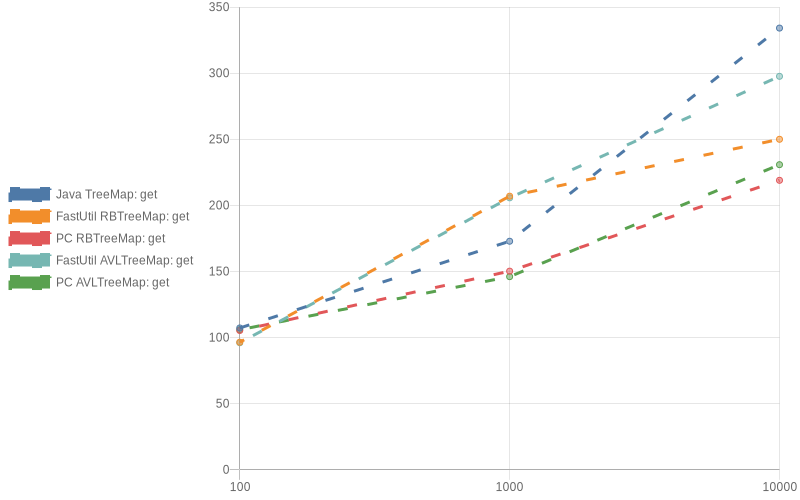 350
300
250
200
150
100
50
0
Java TreeMap: get
FastUtil RBTreeMap: get
PC RBTreeMap: get
FastUtil AVLTreeMap: get
PC AVLTreeMap: get
100 1000 10000